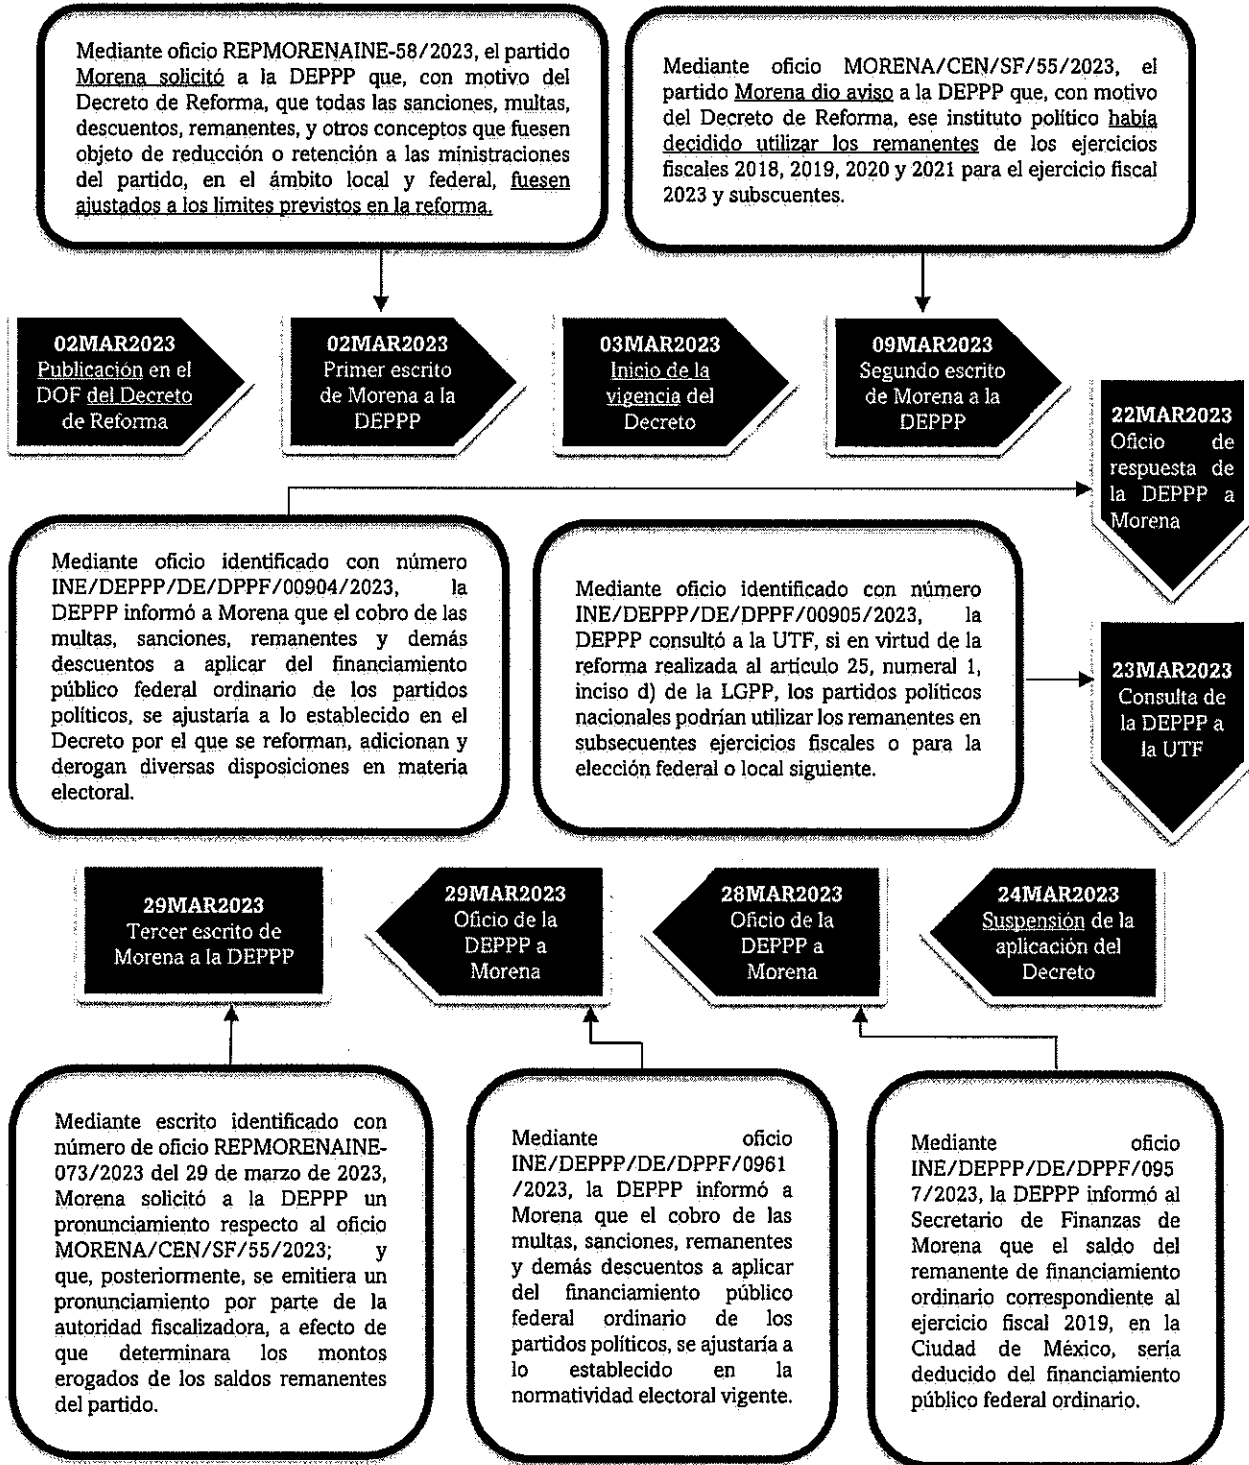 Mediante oficio REPMORENAINE-58/2023, el partido
Morena solicitó a la DEPPP que, con motivo del
Decreto de Reforma, que todas las sanciones, multas,
descuentos, remanentes, y otros conceptos que fuesen
objeto de reducción o retención a las ministraciones
del partido, en el ámbito local y federal, fuesen
ajustados a los límites previstos en la reforma.
Mediante oficio MORENA/CEN/SF/55/2023, el
partido Morena dio aviso a la DEPPP que, con motivo
del Decreto de Reforma, ese instituto político había
decidido utilizar los remanentes de los ejercicios
fiscales 2018, 2019, 2020 y 2021 para el ejercicio fiscal
2023 y subscuentes.
02MAR2023
Publicación en el
DOF del Decreto
de Reforma
02MAR2023
Primer escrito
de Morena a la
DEPPP
03MAR2023
Inicio de la
vigencia del
Decreto
09MAR2023
Segundo escrito
de Morena a la
DEPPP
22MAR2023
Oficio de
respuesta de
la DEPPP a
Morena
Mediante oficio identificado con número
INE/DEPPP/DE/DPPF/00904/2023, la
DEPPP informó a Morena que el cobro de las
multas, sanciones, remanentes y demás
descuentos a aplicar del financiamiento
público federal ordinario de los partidos
políticos, se ajustaría a lo establecido en el
Decreto por el que se reforman, adicionan y
derogan diversas disposiciones en materia
electoral.
Mediante oficio identificado con número
INE/DEPPP/DE/DPPF/00905/2023, la
DEPPP consultó a la UTF, si en virtud de la
reforma realizada al artículo 25, numeral 1,
inciso d) de la LGPP, los partidos políticos
nacionales podrían utilizar los remanentes en
subsecuentes ejercicios fiscales o para la
elección federal o local siguiente.
23MAR2023
Consulta de
la DEPPP a
la UTF
29MAR2023
Tercer escrito de
Morena a la DEPPP
29MAR2023
Oficio de la
DEPPP a
Morena
28MAR2023
Oficio de la
DEPPP a
Morena
24MAR2023
Suspensión de la
aplicación del
Decreto
Mediante escrito identificado con
número de oficio REPMORENAINE-
073/2023 del 29 de marzo de 2023,
Morena solicitó a la DEPPP un
pronunciamiento respecto al oficio
MORENA/CEN/SF/55/2023; y
que, posteriormente, se emitiera un
pronunciamiento por parte de la
autoridad fiscalizadora, a efecto de
que determinara los montos
erogados de los saldos remanentes
del partido.
Mediante oficio
INE/DEPPP/DE/DPPF/0961
/2023, la DEPPP informó a
Morena que el cobro de las
multas, sanciones, remanentes
y demás descuentos a aplicar
del financiamiento público
federal ordinario de los
partidos políticos, se ajustaría a
lo establecido en la
normatividad electoral vigente.
Mediante oficio
INE/DEPPP/DE/DPPF/095
7/2023, la DEPPP informó al
Secretario de Finanzas de
Morena que el saldo del
remanente de financiamiento
ordinario correspondiente al
ejercicio fiscal 2019, en la
Ciudad de México, sería
deducido del financiamiento
público federal ordinario.